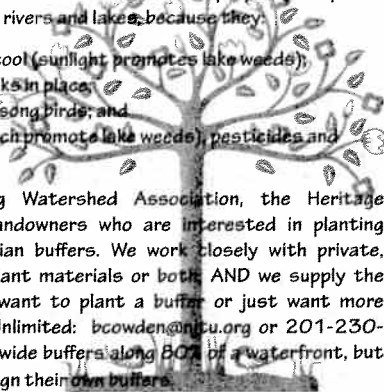 rivers and lakes, because they:
cool (sunlight promotes lake weeds);
ks in place;
song birds; and
ch promote lake weeds), pesticides and
g Watershed Association, the Heritage
andowners who are interested in planting
ian buffers. We work closely with private,
ant materials or both, AND we supply the
want to plant a buffer or just want more
Unlimited: bcowden@njtu.org or 201-230-
wide buffers along 80% of a waterfront, but
ign their own buffers.